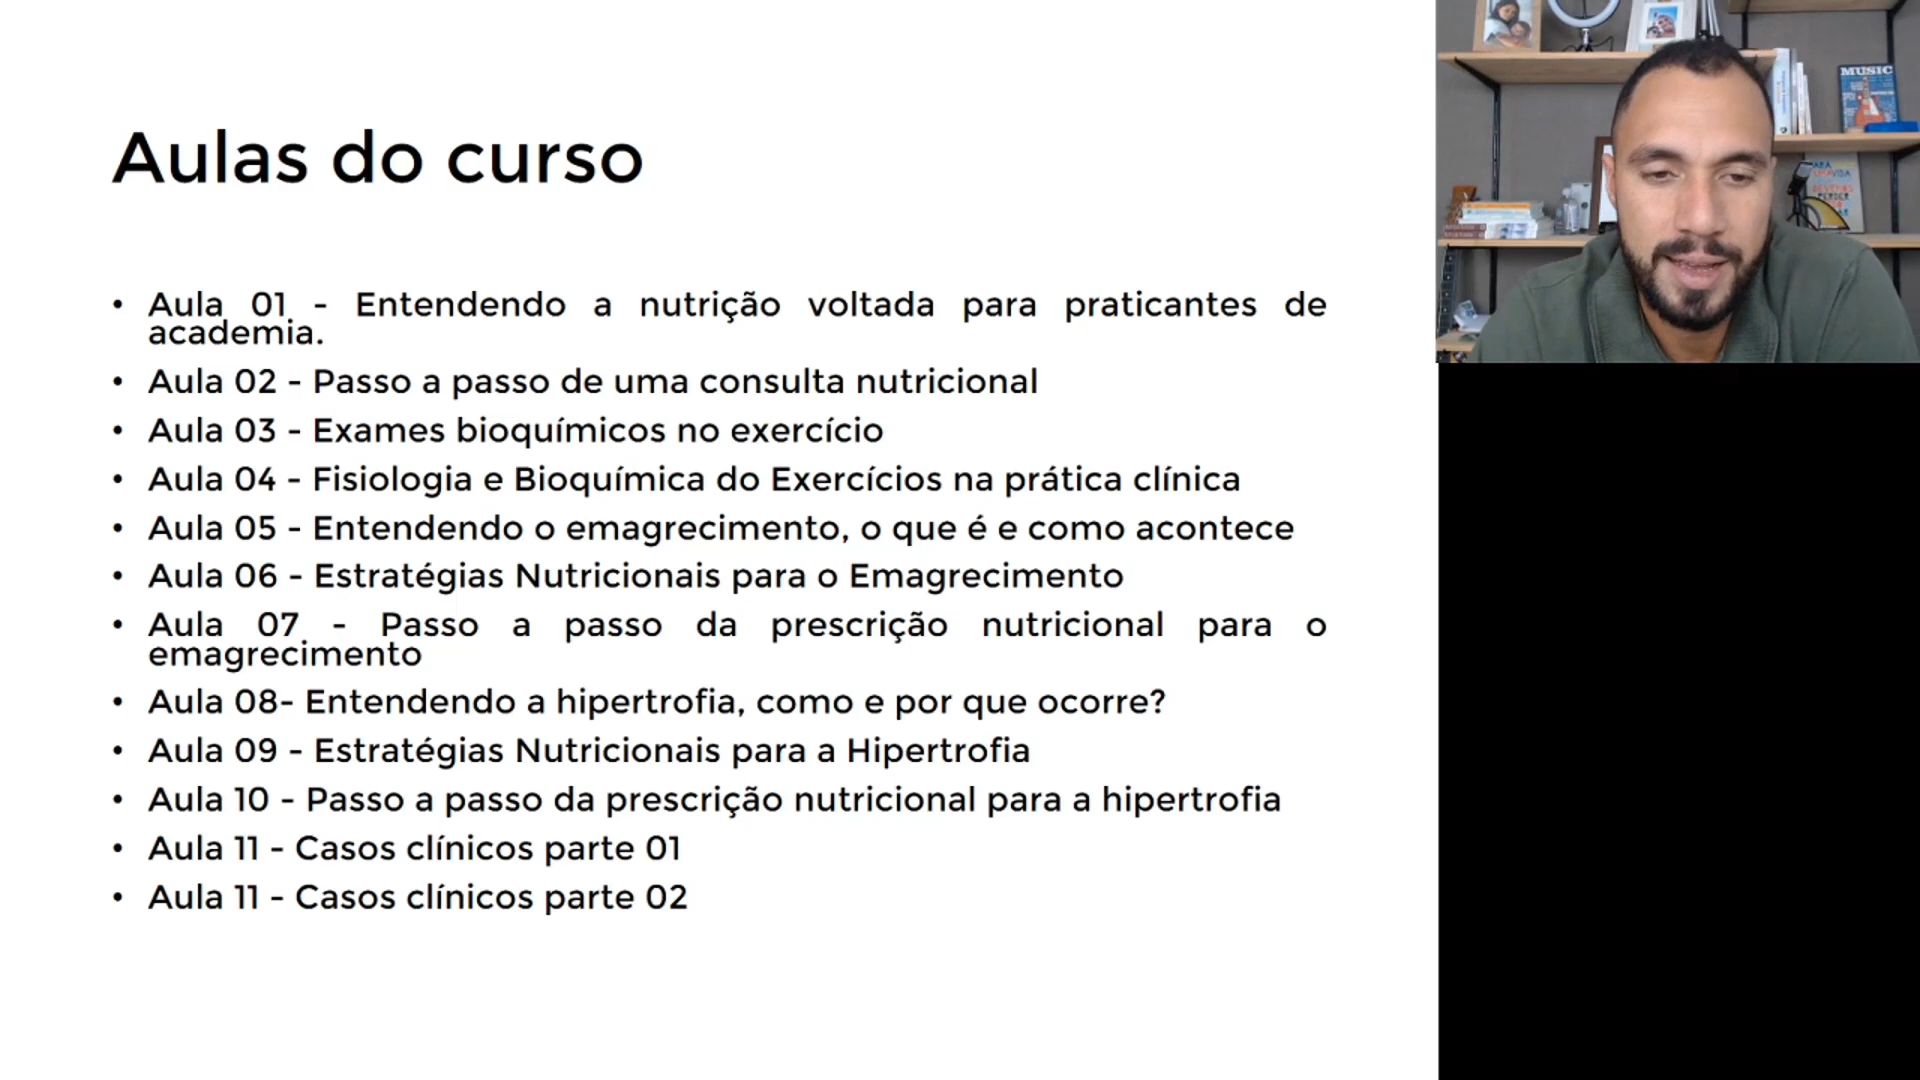 Aulas do curso
• Aula 01 - Entendendo a nutrição voltada para praticantes de
academia.
• Aula 02 - Passo a passo de uma consulta nutricional
• Aula 03 - Exames bioquímicos no exercício
• Aula 04 - Fisiologia e Bioquímica do Exercícios na prática clínica
• Aula 05 - Entendendo o emagrecimento, o que é e como acontece
• Aula 06 - Estratégias Nutricionais para o Emagrecimento
• Aula 07 - Passo a passo da prescrição nutricional para o
emagrecimento
• Aula 08- Entendendo a hipertrofia, como e por que ocorre?
• Aula 09 - Estratégias Nutricionais para a Hipertrofia
• Aula 10 - Passo a passo da prescrição nutricional para a hipertrofia
• Aula 11 - Casos clínicos parte 01
• Aula 11 - Casos clínicos parte 02
MUSIC